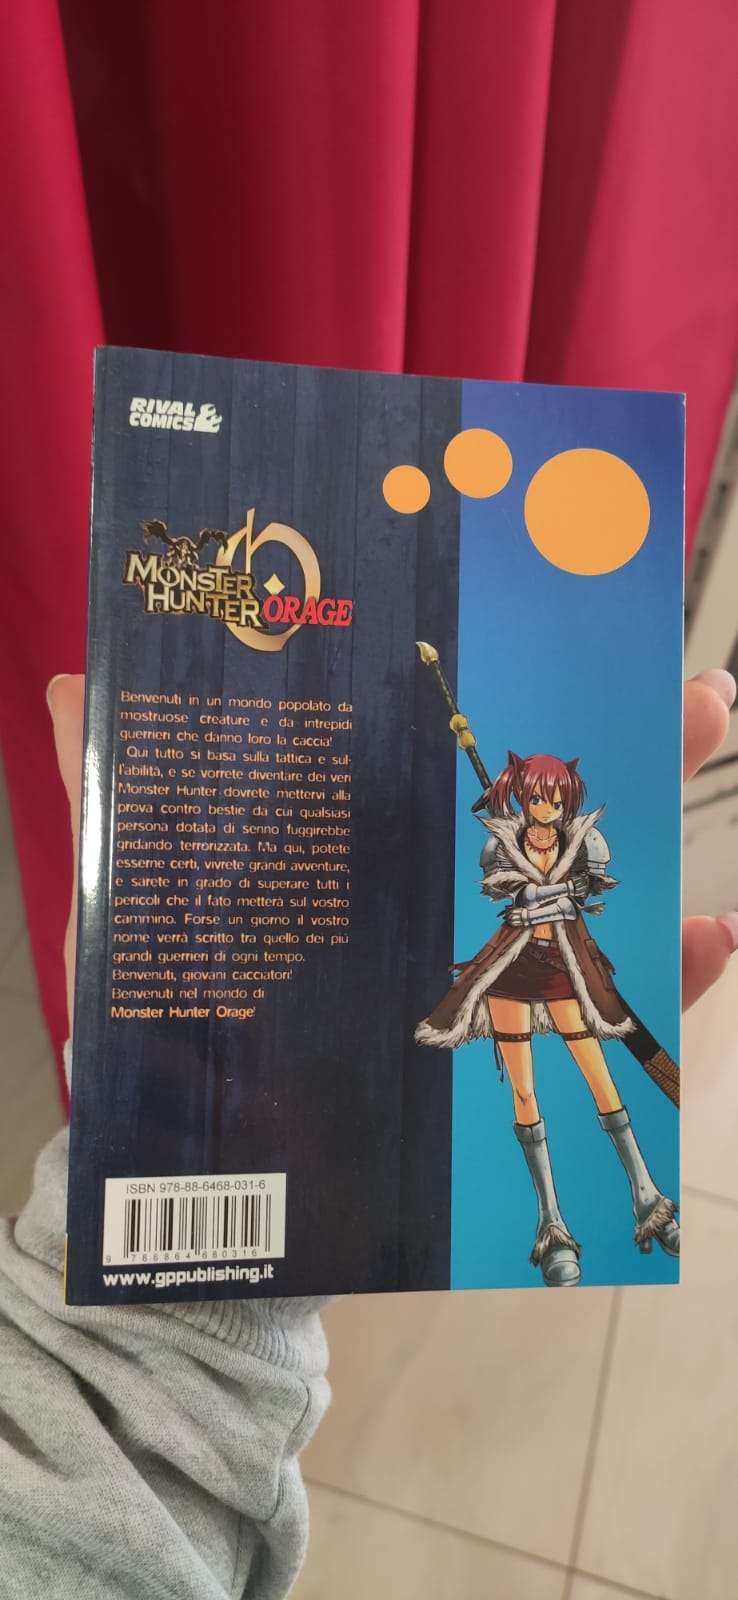 RIVAL
COMICS
MONSTER
HUNTER ORAGE
Benvenuti in un mondo popolato da
mostruose creature e da intrepidi
guerrieri che danno loro la caccia!
Qui tutto si basa sulla tattica e sul-
l'abilità, e se vorrete diventare dei veri
Monster Hunter dovrete mettervi alla
prova contro bestie da cui qualsiasi
persona dotata di senno fuggirebbe
gridando terrorizzata. Ma qui, potete
esserne certi, vivrete grandi avventure,
e sarete in grado di superare tutti i
pericoli che il fato metterà sul vostro
cammino. Forse un giorno il vostro
nome verrà scritto tra quello dei più
grandi guerrieri di ogni tempo.
Benvenuti, giovani cacciatori!
Benvenuti nel mondo di
Monster Hunter Orage!
ISBN 978-88-6468-031-6
9 788864 680316
www.gppublishing.it